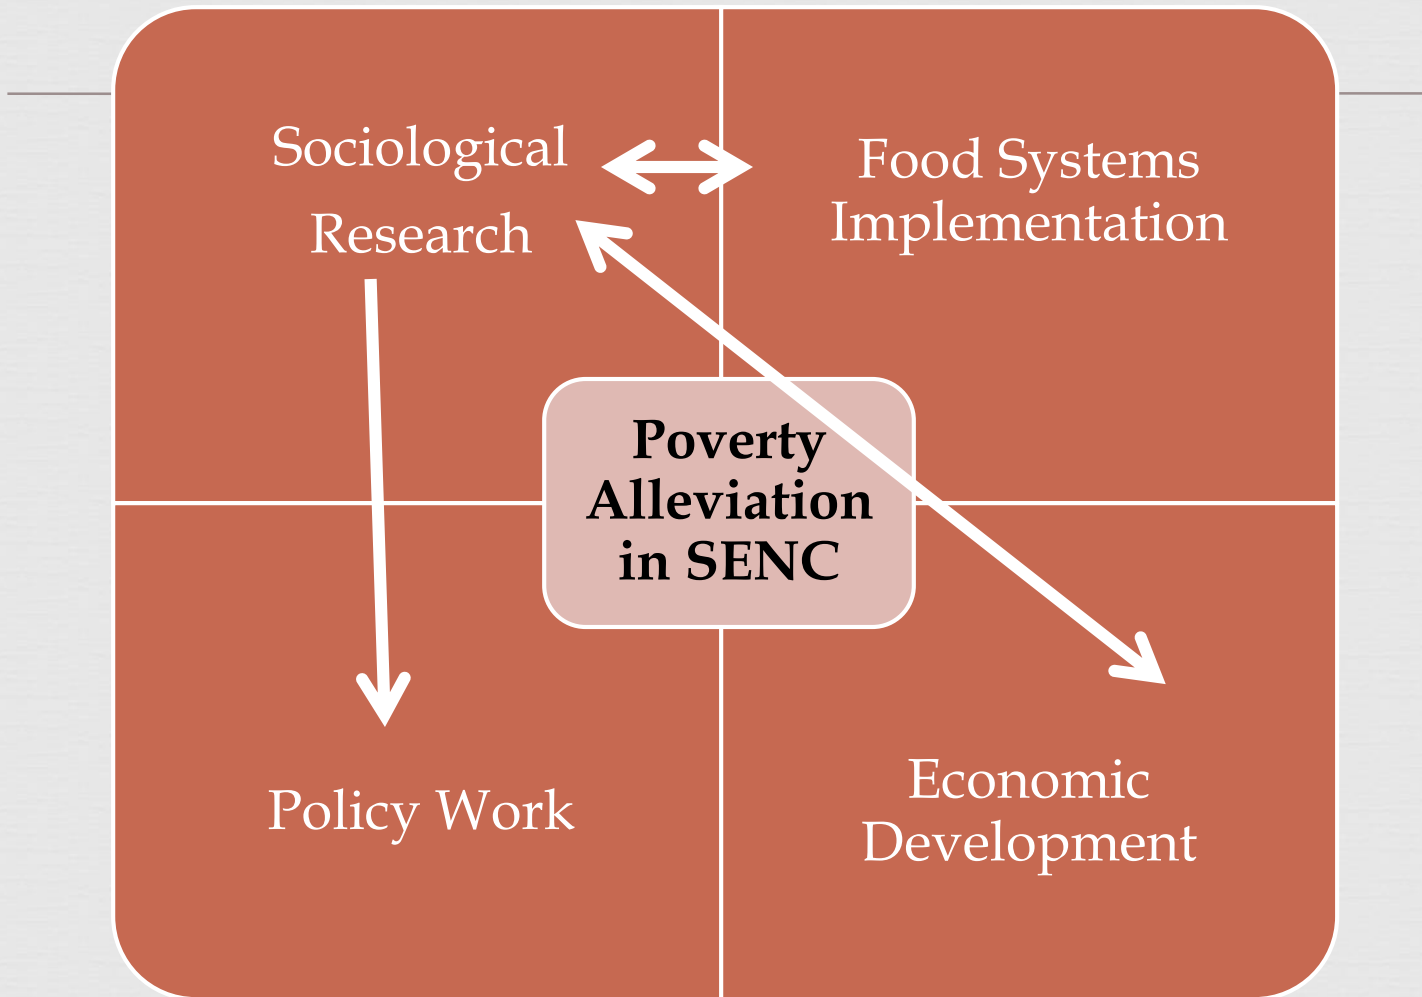 Sociological
Research
Food Systems
Implementation
Poverty
Alleviation
in SENC
Policy Work
Economic
Development